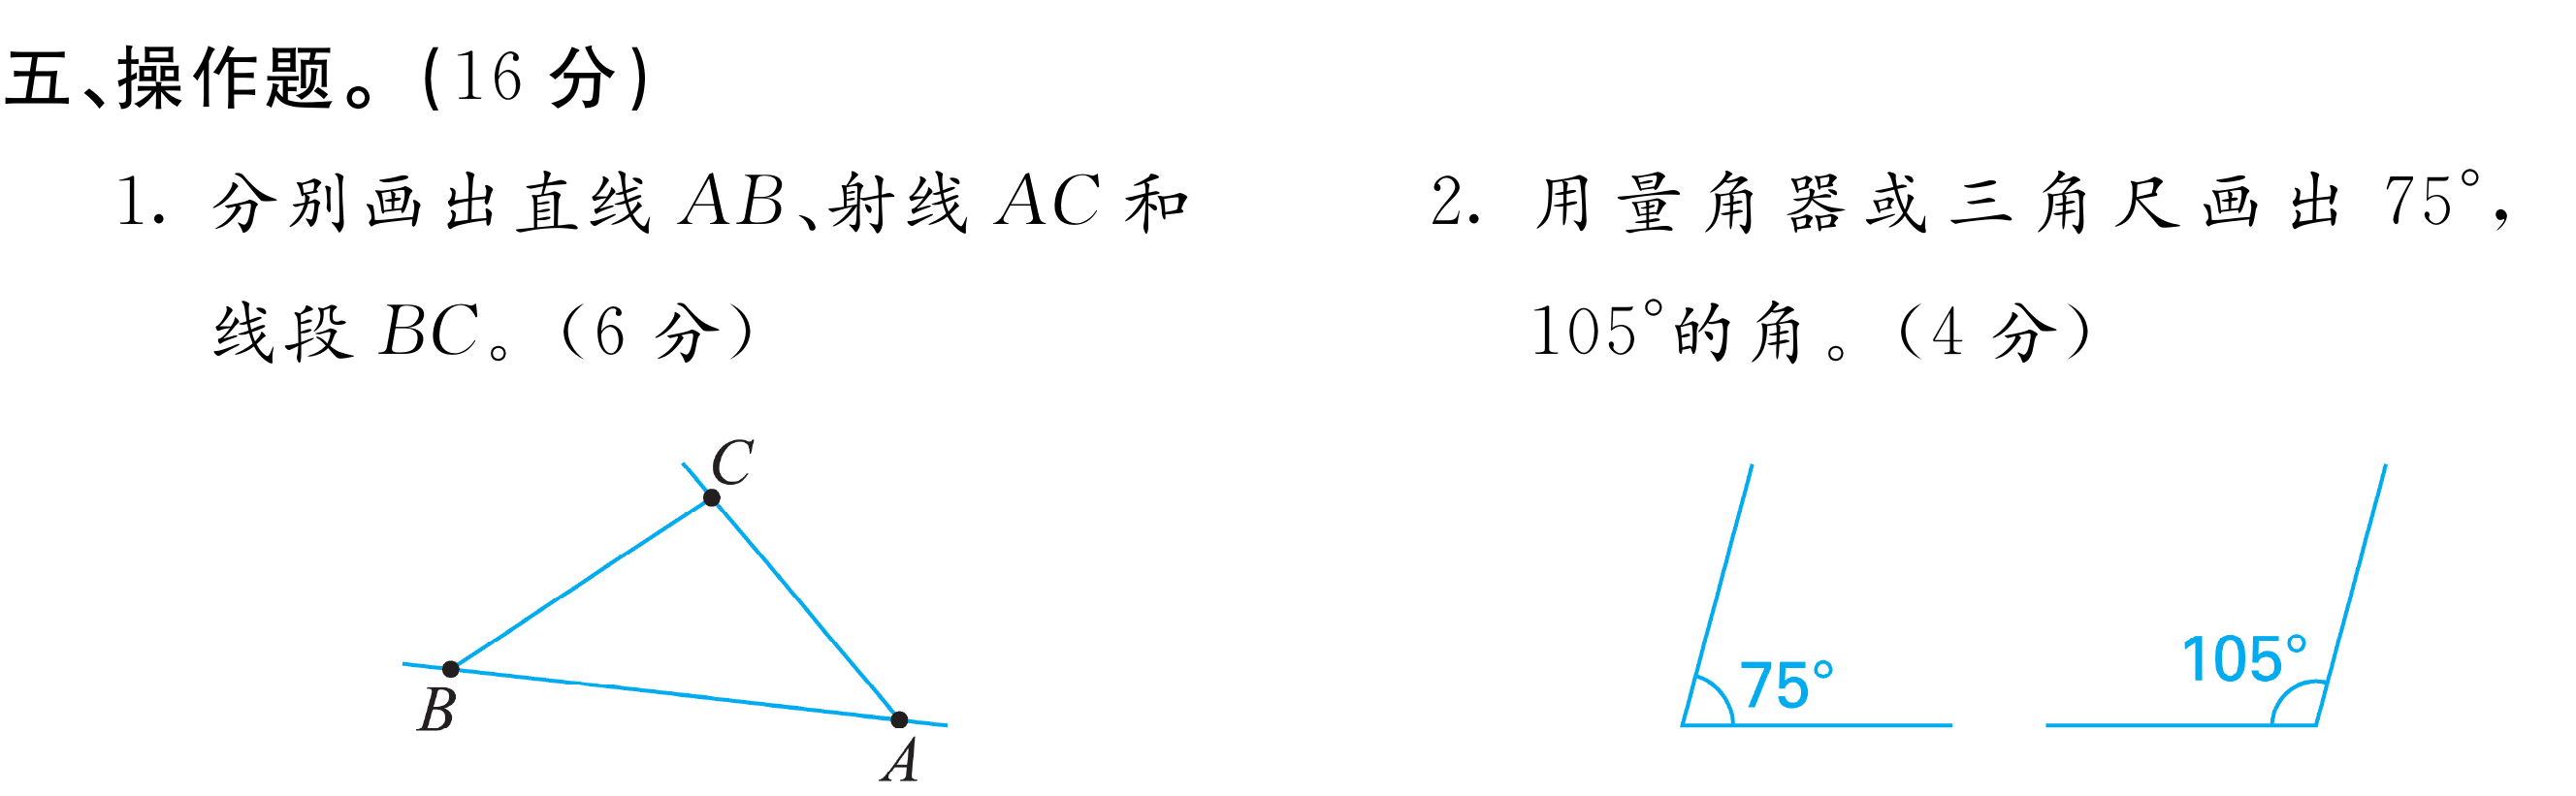 五、操作题。(16 分)
1. 分别画出直线 AB、射线 AC 和
线段 BC。(6 分)
C
B
A
2. 用量角器或三角尺画出 75°,
105°的角。(4 分)
75°
105°